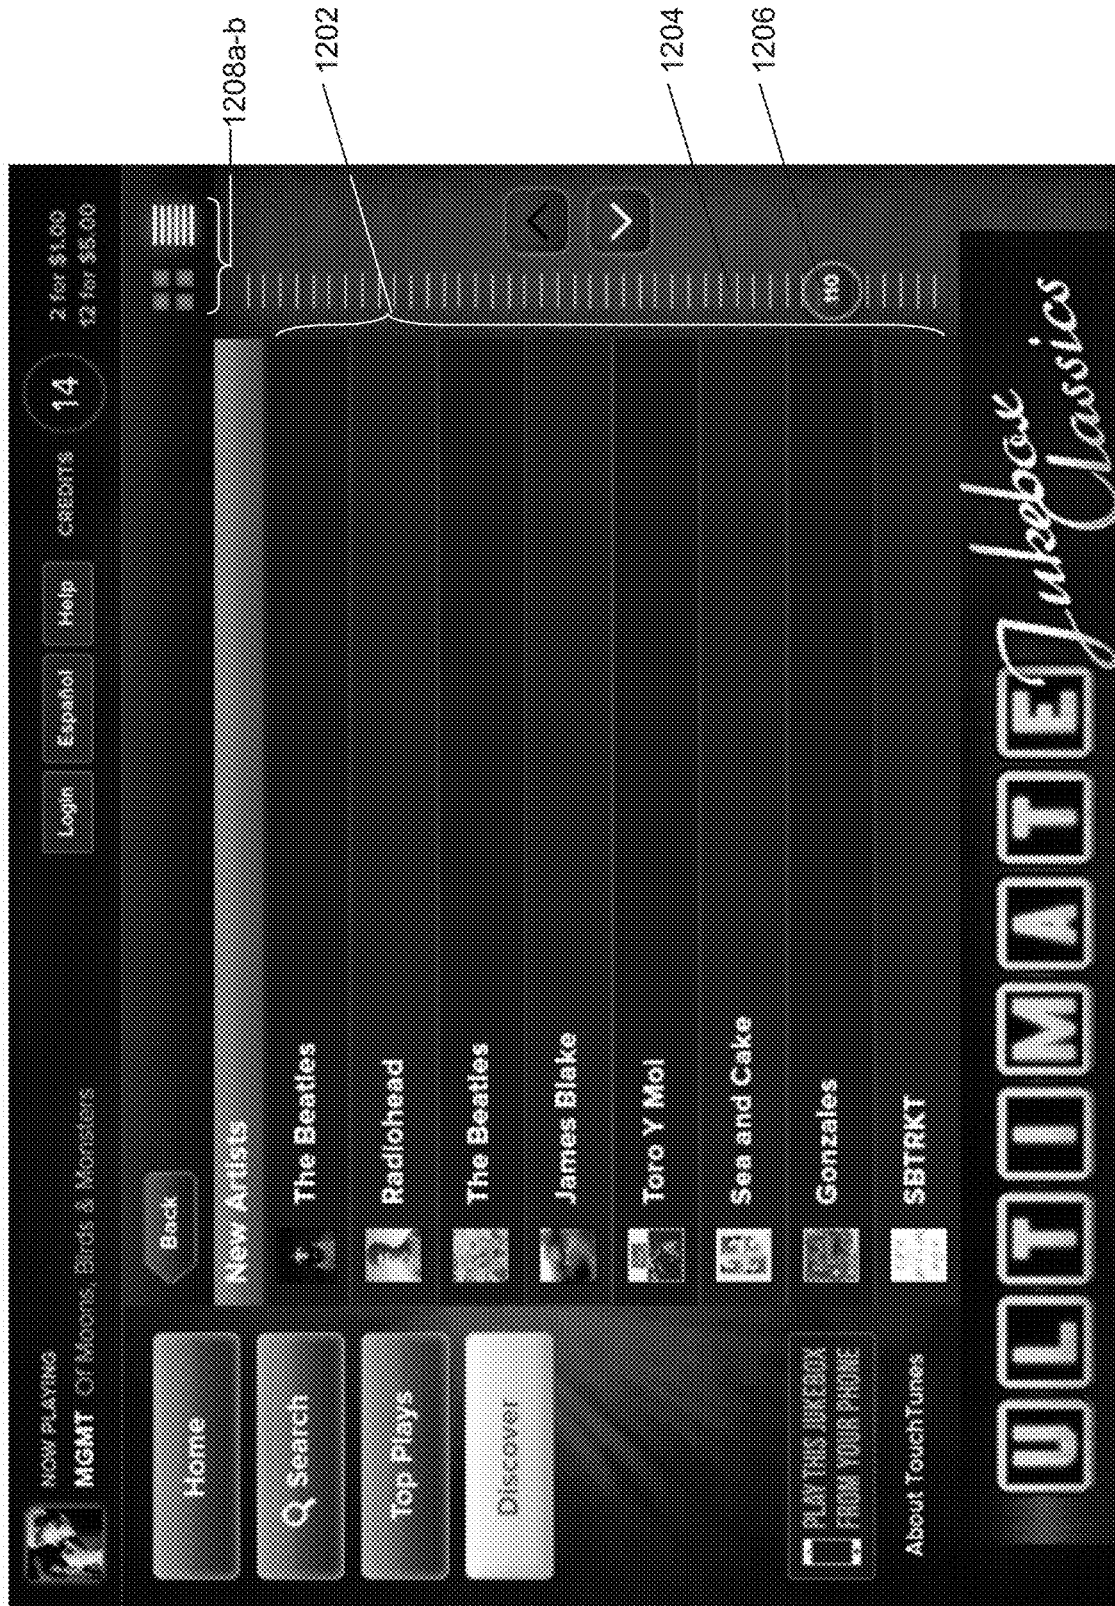 NOW PLAYING
MGMT Of Moons, Birds & Monsters
Login
Español
Help
CREDITS
14
2 for $1.00
12 for $5.00
Home
Search
Top Plays
Discover
PLAY THIS JUKEBOX
FROM YOUR PHONE
About TouchTunes
Back
New Artists
The Beatles
Radiohead
The Beatles
James Blake
Toro Y Moi
Sea and Cake
Gonzales
SBTRKT
110
1208a-b
1202
1204
1206
ULTIMATE Jukebox
Classics